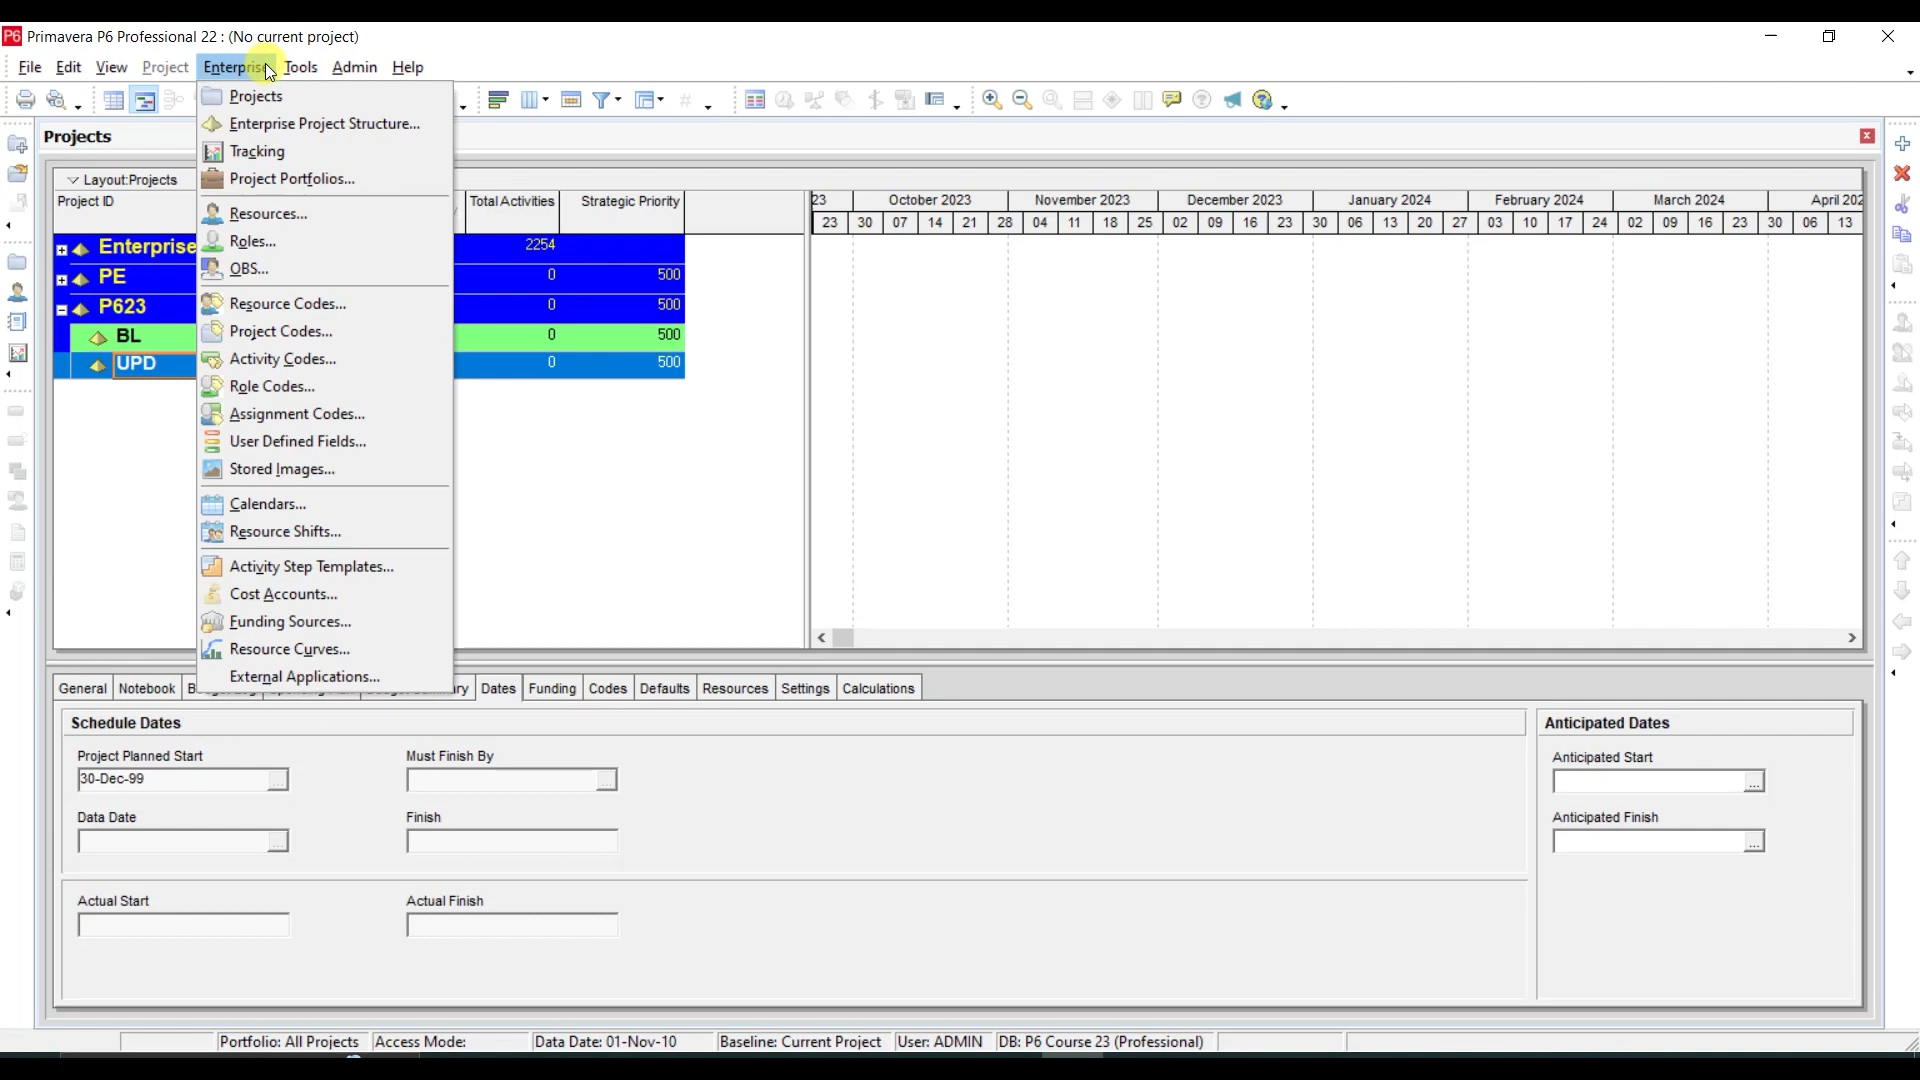 Primavera P6 Professional 22 : (No current project)
File Edit View Project Enterprise Tools Admin Help
Projects
Enterprise Project Structure...
Tracking
Project Portfolios...
Resources...
Roles...
OBS...
Resource Codes...
Project Codes...
Activity Codes...
Role Codes...
Assignment Codes...
User Defined Fields...
Stored Images...
Calendars...
Resource Shifts...
Activity Step Templates...
Cost Accounts...
Funding Sources...
Resource Curves...
External Applications...
Projects
Layout:Projects
Project ID Total Activities Strategic Priority
Enterprise 2254
PE 0 500
P623 0 500
BL 0 500
UPD 0 500
23 October 2023 November 2023 December 2023 January 2024 February 2024 March 2024 April 202
23 30 07 14 21 28 04 11 18 25 02 09 16 23 30 06 13 20 27 03 10 17 24 02 09 16 23 30 06 13
General Notebook Dates Funding Codes Defaults Resources Settings Calculations
Schedule Dates
Project Planned Start Must Finish By
30-Dec-99
Data Date Finish
Actual Start Actual Finish
Anticipated Dates
Anticipated Start
Anticipated Finish
Portfolio: All Projects Access Mode: Data Date: 01-Nov-10 Baseline: Current Project User: ADMIN DB: P6 Course 23 (Professional)